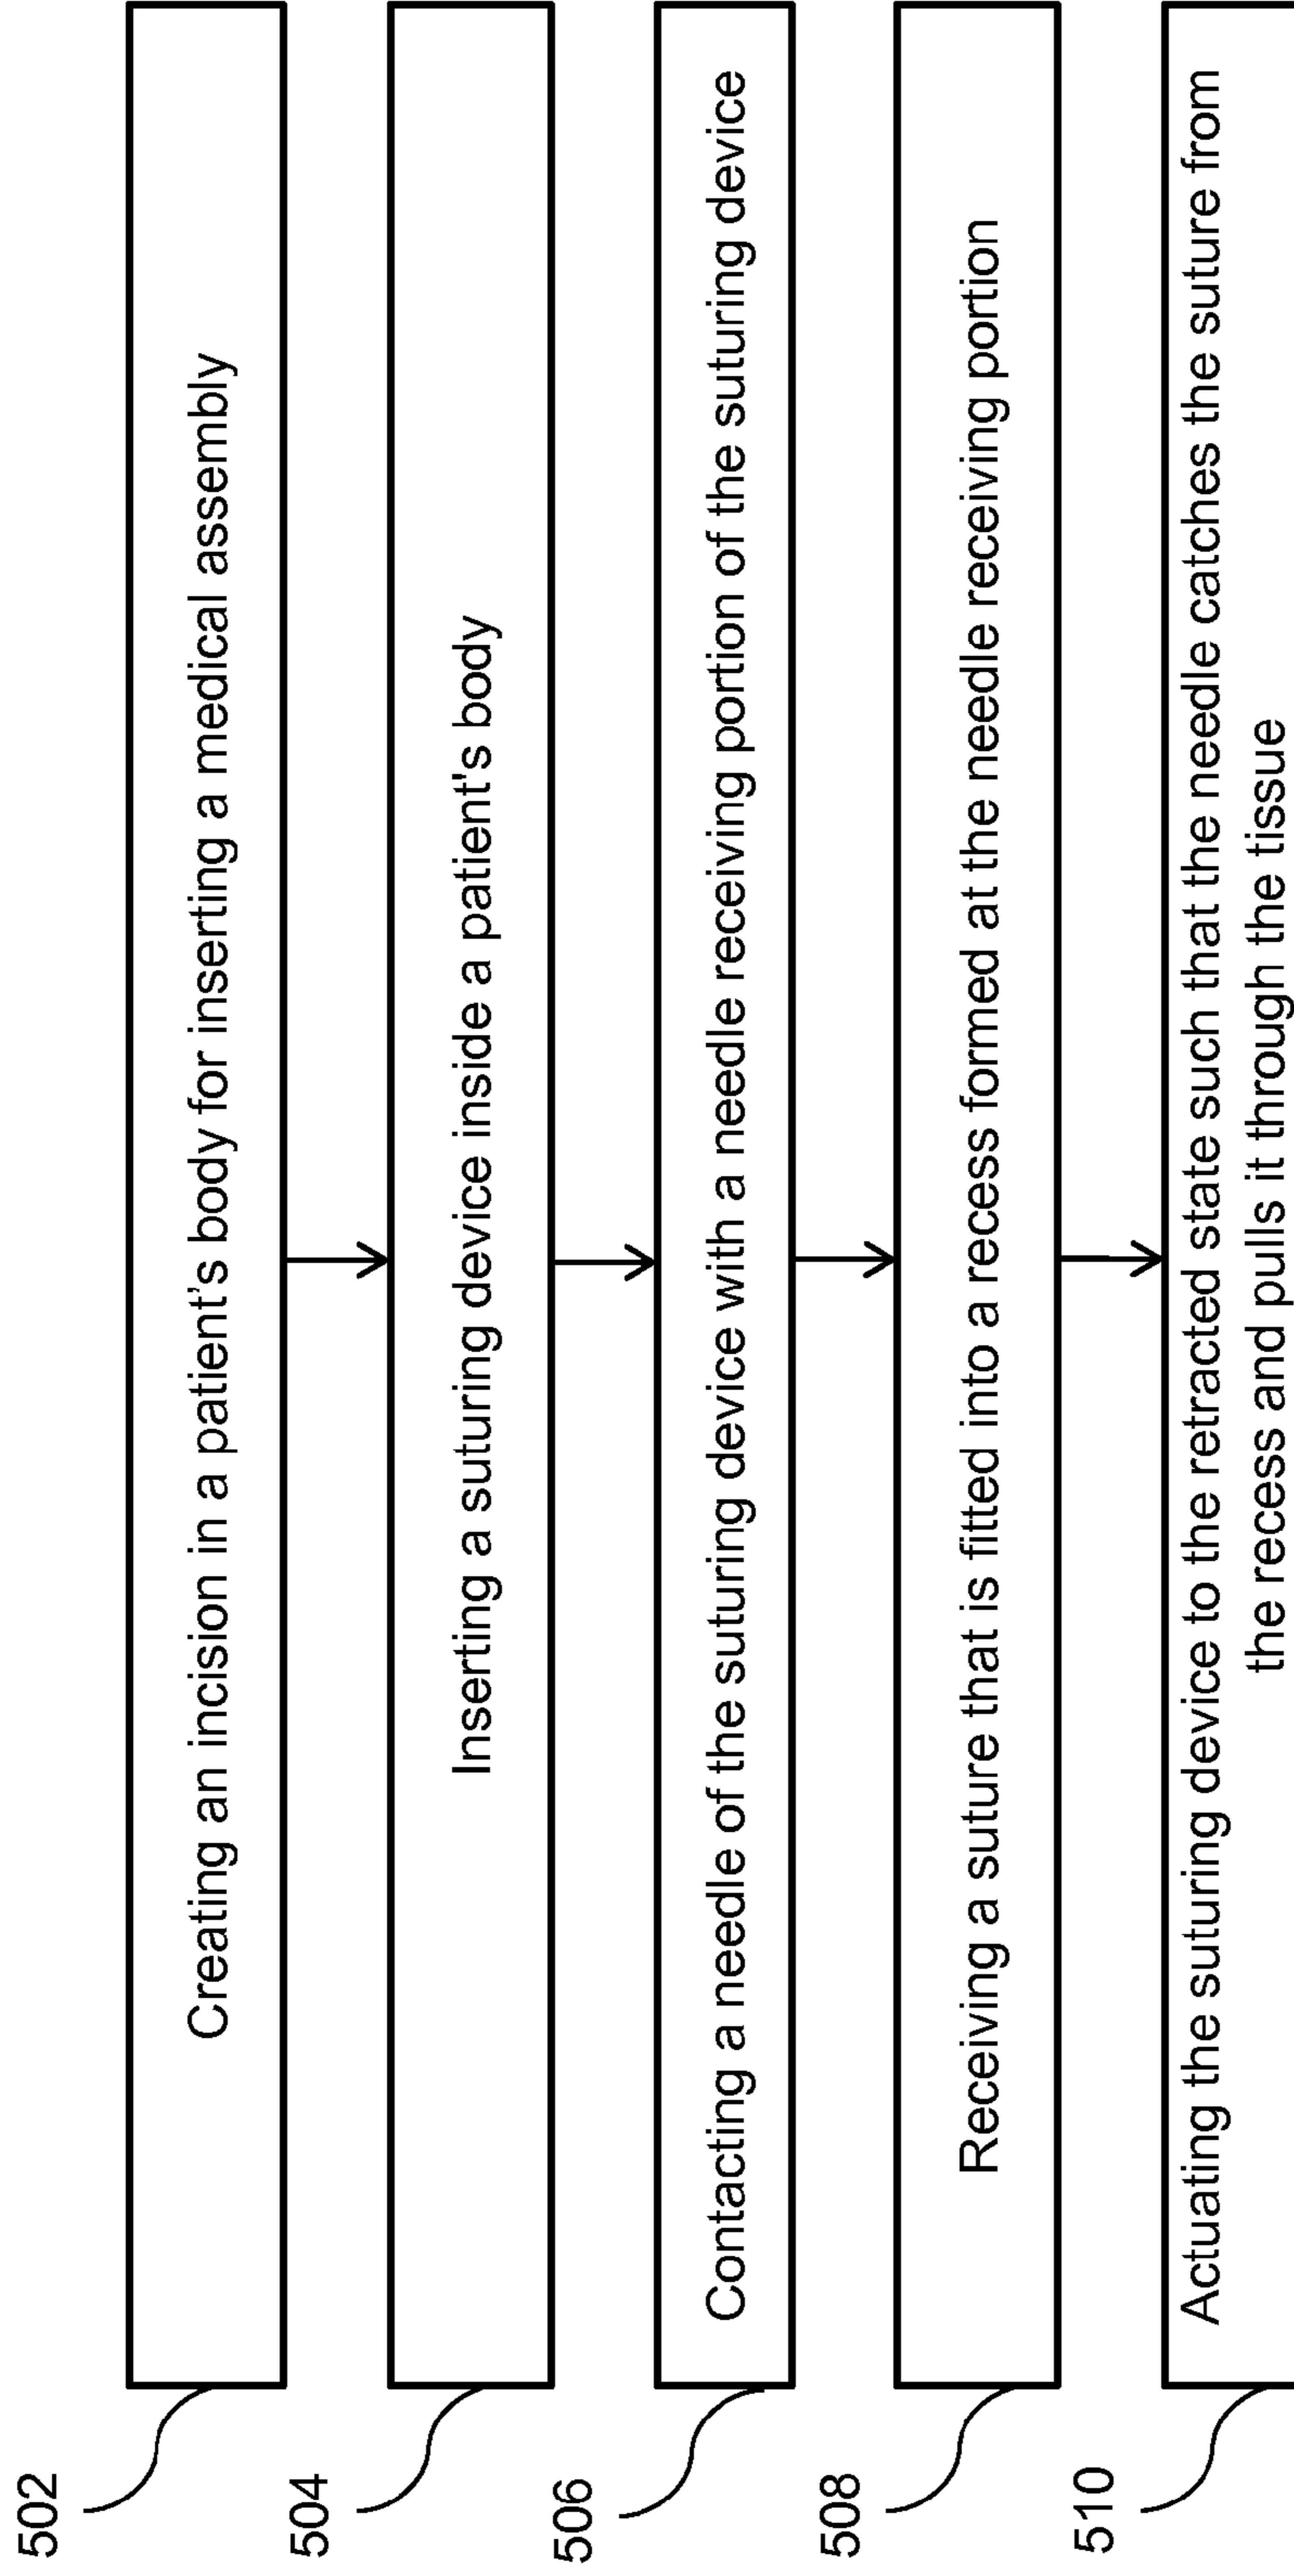 502
Creating an incision in a patient’s body for inserting a medical assembly
504
Inserting a suturing device inside a patient's body
506
Contacting a needle of the suturing device with a needle receiving portion of the suturing device
508
Receiving a suture that is fitted into a recess formed at the needle receiving portion
510
Actuating the suturing device to the retracted state such that the needle catches the suture from
the recess and pulls it through the tissue